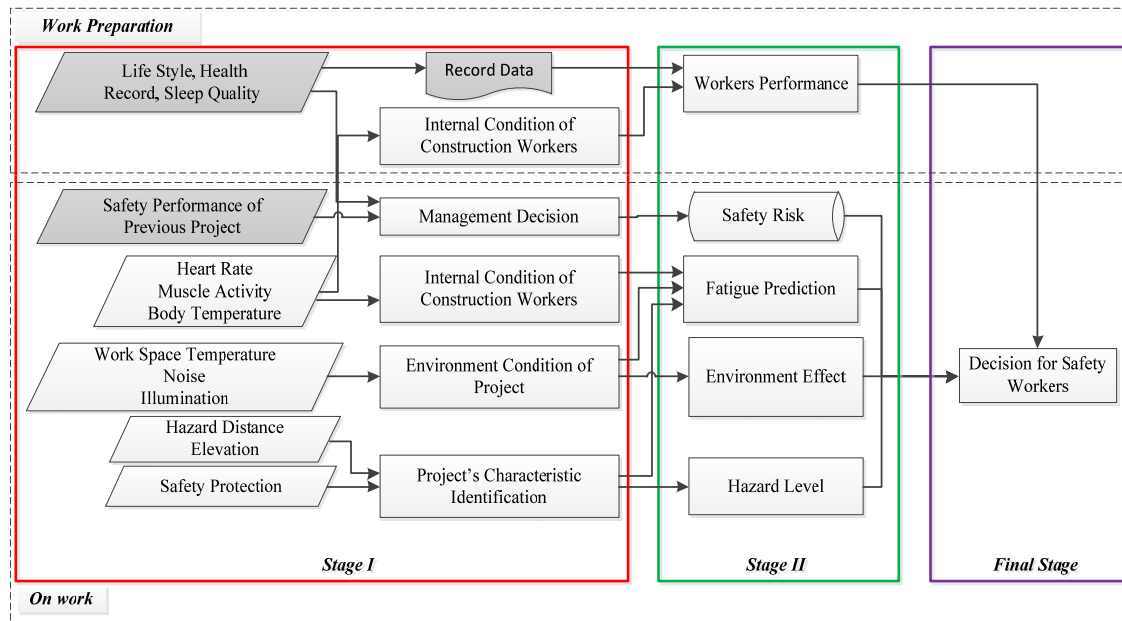 Work Preparation
Life Style, Health
Record, Sleep Quality
Record Data
Workers Performance
Internal Condition of
Construction Workers
Safety Performance of
Previous Project
Management Decision
Safety Risk
Heart Rate
Muscle Activity
Body Temperature
Internal Condition of
Construction Workers
Fatigue Prediction
Work Space Temperature
Noise
Illumination
Environment Condition of
Project
Environment Effect
Decision for Safety
Workers
Hazard Distance
Elevation
Safety Protection
Project's Characteristic
Identification
Hazard Level
Stage I
Stage II
Final Stage
On work